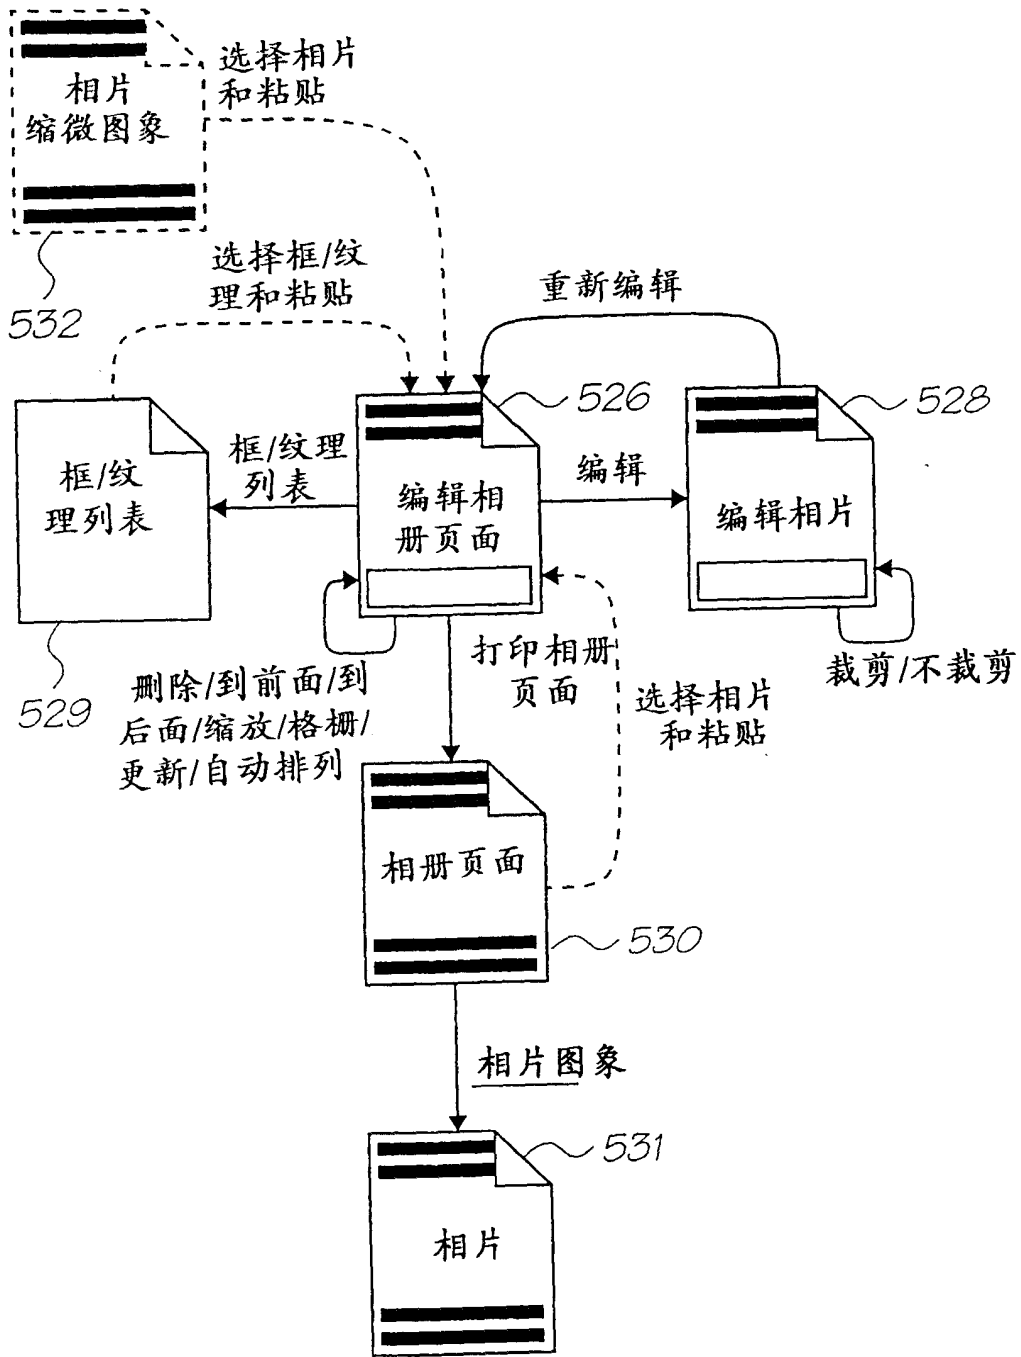 相片
缩微图象
选择相片
和粘贴
532
选择框/纹
理和粘贴
重新编辑
526
528
框/纹
理列表
框/纹理
列表
编辑相
册页面
编辑
编辑相片
529
删除/到前面/到
后面/缩放/格栅/
更新/自动排列
打印相册
页面
选择相片
和粘贴
裁剪/不裁剪
相册页面
530
相片图象
531
相片